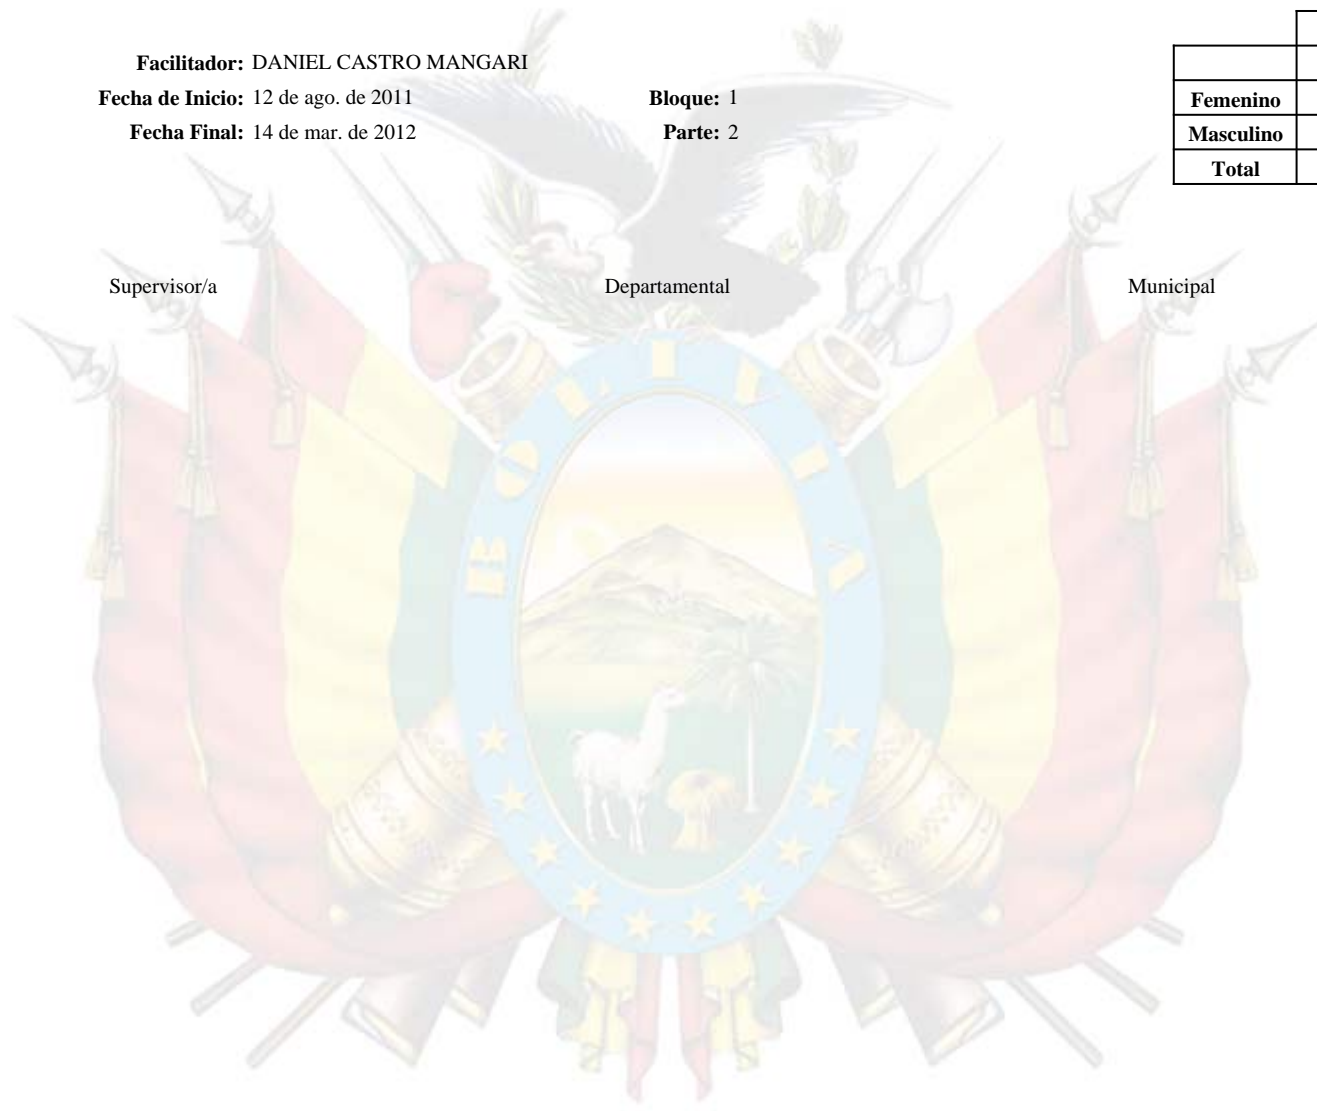 Facilitador: DANIEL CASTRO MANGARI
Fecha de Inicio: 12 de ago. de 2011 Bloque: 1
Fecha Final: 14 de mar. de 2012 Parte: 2
Femenino
Masculino
Total
Supervisor/a Departamental Municipal
BOLIVIA